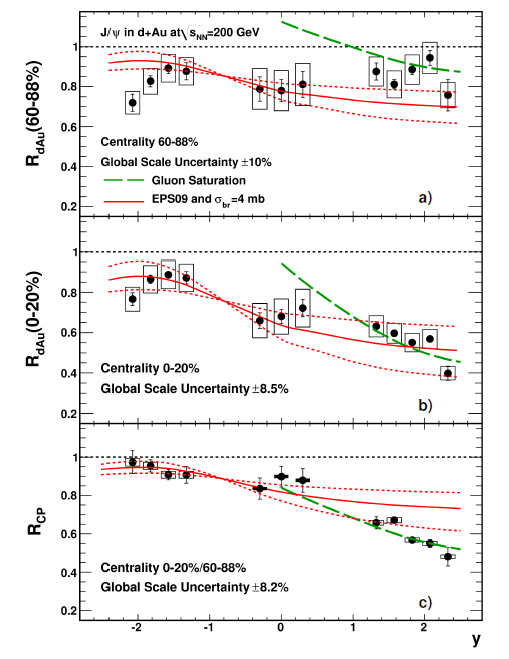 J/ψ in d+Au at√sNN=200 GeV
1
0.8
0.6
0.4
0.2
RdAu(60-88%)
Centrality 60-88%
Global Scale Uncertainty ±10%
Gluon Saturation
EPS09 and σbr=4 mb
a)
1
0.8
0.6
0.4
0.2
RdAu(0-20%)
Centrality 0-20%
Global Scale Uncertainty ±8.5%
b)
1
0.8
0.6
0.4
0.2
RCP
Centrality 0-20%/60-88%
Global Scale Uncertainty ±8.2%
c)
-2 -1 0 1 2
y